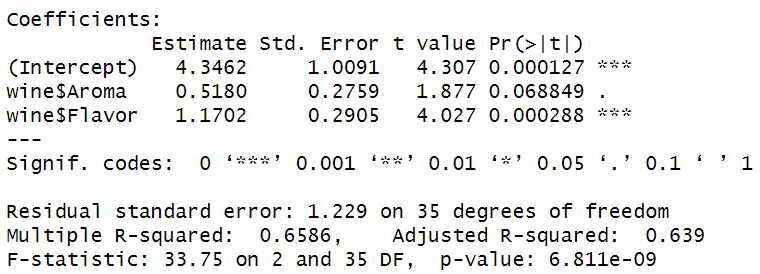 Coefficients:
            Estimate Std. Error t value Pr(>|t|)
(Intercept)   4.3462     1.0091   4.307 0.000127 ***
wine$Aroma    0.5180     0.2759   1.877 0.068849 .
wine$Flavor   1.1702     0.2905   4.027 0.000288 ***
---
Signif. codes:  0 ‘***’ 0.001 ‘**’ 0.01 ‘*’ 0.05 ‘.’ 0.1 ‘ ’ 1
Residual standard error: 1.229 on 35 degrees of freedom
Multiple R-squared:  0.6586,    Adjusted R-squared:  0.639
F-statistic: 33.75 on 2 and 35 DF,  p-value: 6.811e-09